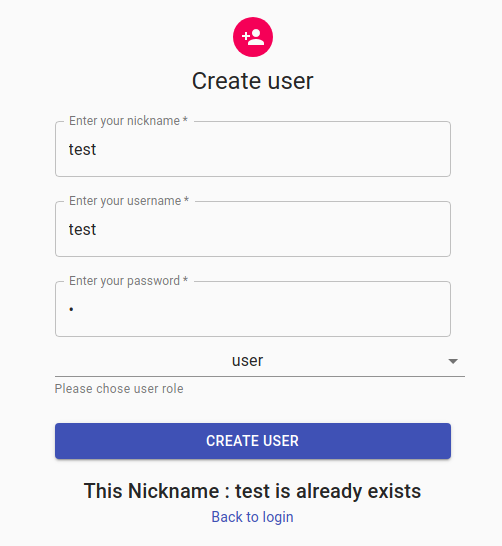 Create user
Enter your nickname *
test
Enter your username *
test
Enter your password *
•
user
Please chose user role
CREATE USER
This Nickname : test is already exists
Back to login